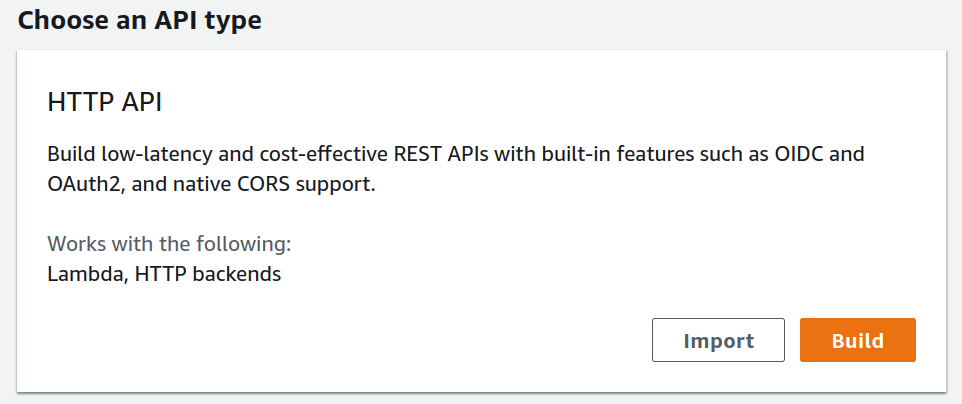 Choose an API type
HTTP API
Build low-latency and cost-effective REST APIs with built-in features such as OIDC and
OAuth2, and native CORS support.
Works with the following:
Lambda, HTTP backends
Import
Build